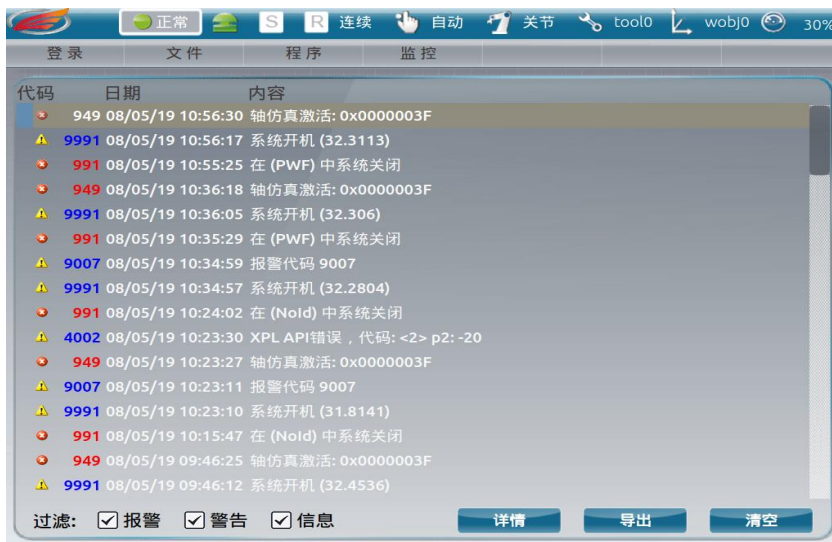 正常 S R 连续 自动 关节 tool0 wobj0 30%
登录 文件 程序 监控
代码 日期 内容
949 08/05/19 10:56:30 轴仿真激活: 0x0000003F
9991 08/05/19 10:56:17 系统开机 (32.3113)
991 08/05/19 10:55:25 在 (PWF) 中系统关闭
949 08/05/19 10:36:18 轴仿真激活: 0x0000003F
9991 08/05/19 10:36:05 系统开机 (32.306)
991 08/05/19 10:35:29 在 (PWF) 中系统关闭
9007 08/05/19 10:34:59 报警代码 9007
9991 08/05/19 10:34:57 系统开机 (32.2804)
991 08/05/19 10:24:02 在 (Nold) 中系统关闭
4002 08/05/19 10:23:30 XPL API错误，代码: <2> p2: -20
949 08/05/19 10:23:27 轴仿真激活: 0x0000003F
9007 08/05/19 10:23:11 报警代码 9007
9991 08/05/19 10:23:10 系统开机 (31.8141)
991 08/05/19 10:15:47 在 (Nold) 中系统关闭
949 08/05/19 09:46:25 轴仿真激活: 0x0000003F
9991 08/05/19 09:46:12 系统开机 (32.4536)
过滤: 报警 警告 信息 详情 导出 清空